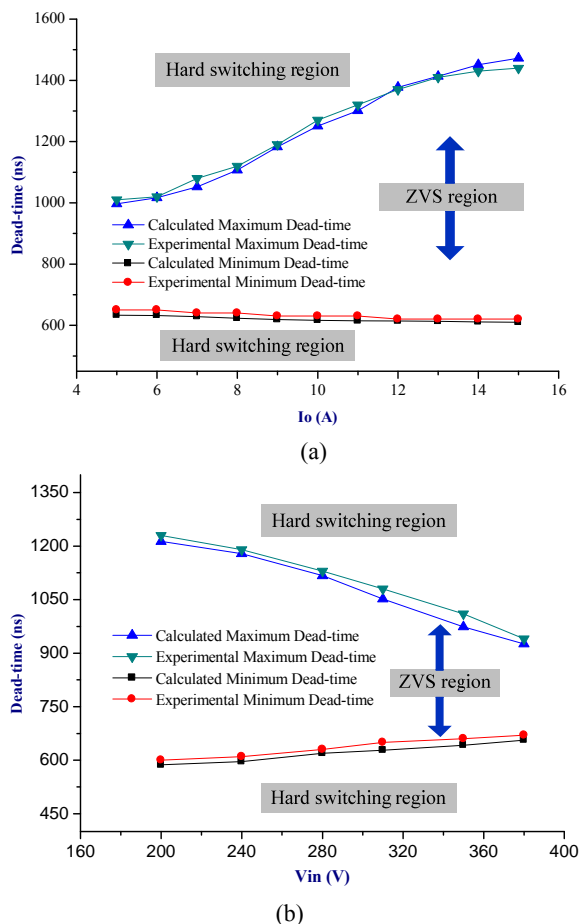 1600
1400
1200
1000
800
600
Dead-time (ns)
Hard switching region
ZVS region
Calculated Maximum Dead-time
Experimental Maximum Dead-time
Calculated Minimum Dead-time
Experimental Minimum Dead-time
Hard switching region
4 6 8 10 12 14 16
Io (A)
(a)
1350
1200
1050
900
750
600
450
Dead-time (ns)
Hard switching region
Calculated Maximum Dead-time
Experimental Maximum Dead-time
Calculated Minimum Dead-time
Experimental Minimum Dead-time
ZVS region
Hard switching region
160 200 240 280 320 360 400
Vin (V)
(b)